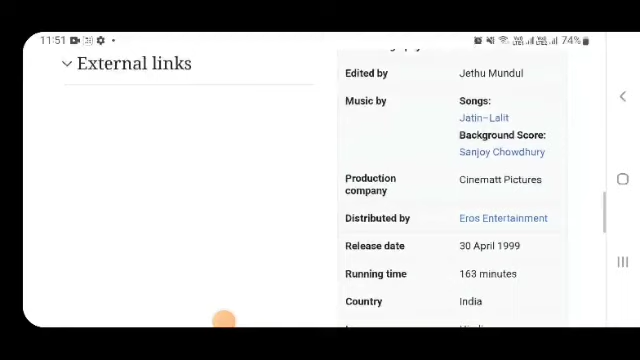 11:51
74%
External links
Edited by Jethu Mundul
Music by Songs:
Jatin–Lalit
Background Score:
Sanjoy Chowdhury
Production company Cinematt Pictures
Distributed by Eros Entertainment
Release date 30 April 1999
Running time 163 minutes
Country India